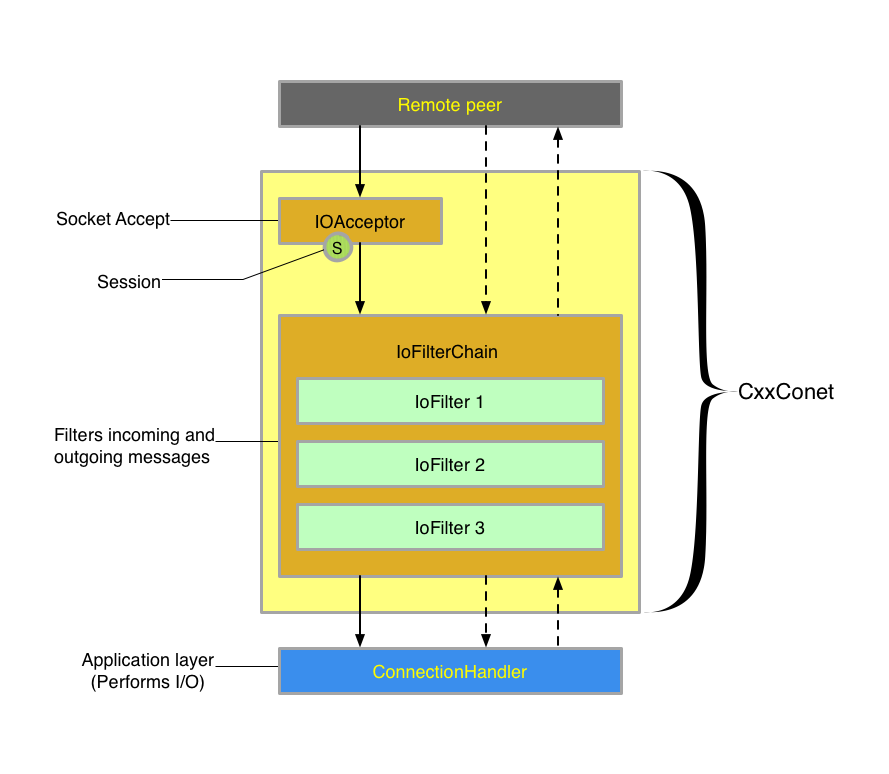 Remote peer
Socket Accept
IOAcceptor
S
Session
IoFilterChain
IoFilter 1
CxxConet
Filters incoming and
outgoing messages
IoFilter 2
IoFilter 3
Application layer
(Performs I/O)
ConnectionHandler